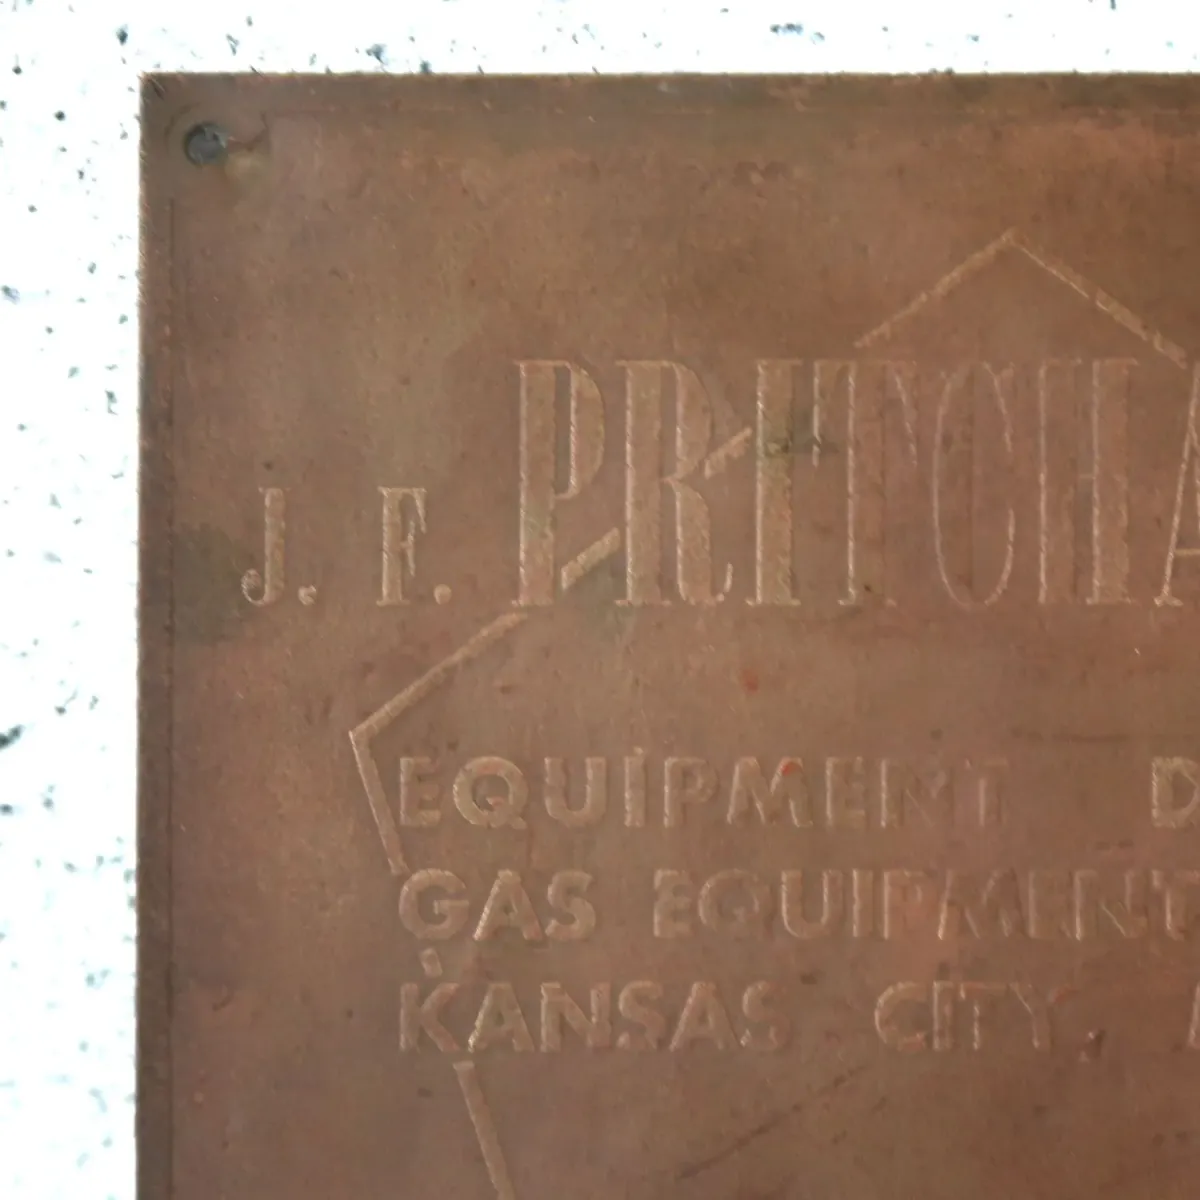 J. F. PRITCHA
EQUIPMENT D
GAS EQUIPMENT
KANSAS CITY,